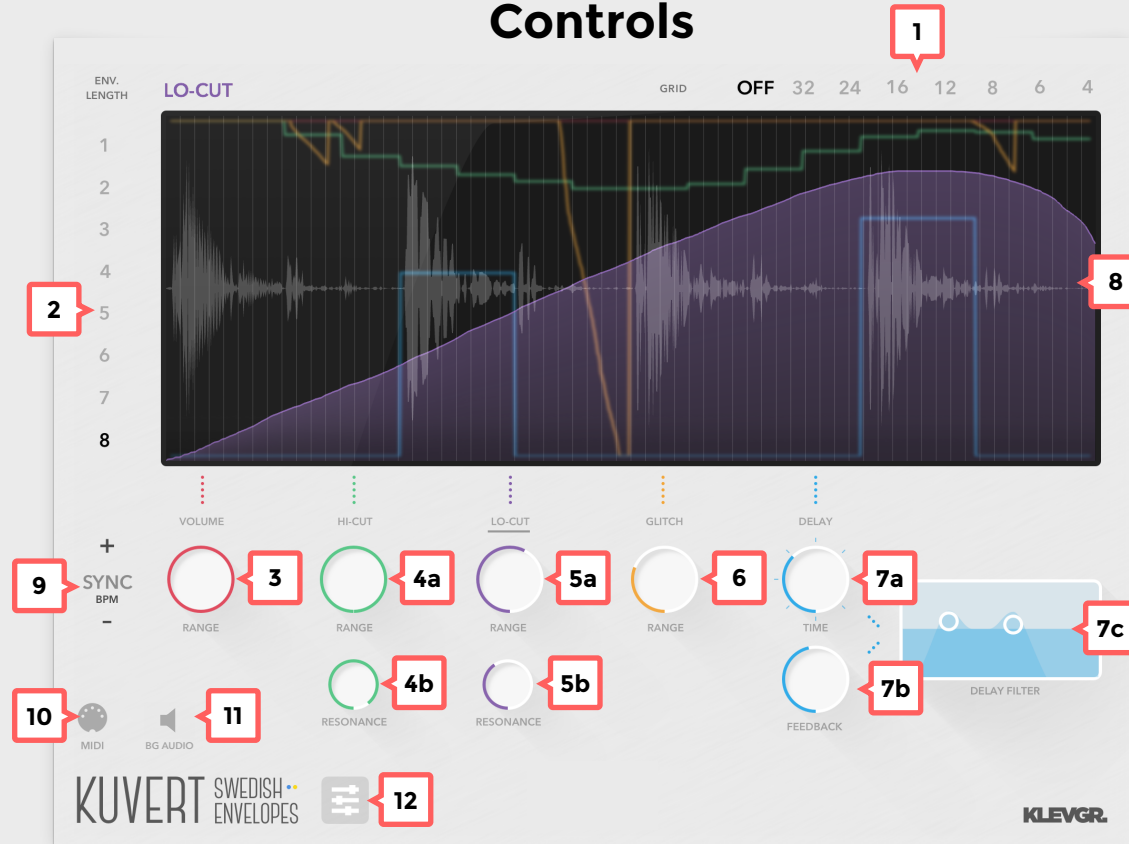 Controls
1
ENV.
LENGTH
LO-CUT
GRID OFF 32 24 16 12 8 6 4
1
2
3
4
5
6
7
8
2
8
VOLUME HI-CUT LO-CUT GLITCH DELAY
+
SYNC
BPM
-
9
3 4a 5a 6 7a
RANGE RANGE RANGE RANGE TIME
7c
4b 5b 7b
RESONANCE RESONANCE FEEDBACK
DELAY FILTER
10 11
MIDI BG AUDIO
KUVERT SWEDISH
ENVELOPES
12
KLEVGR.